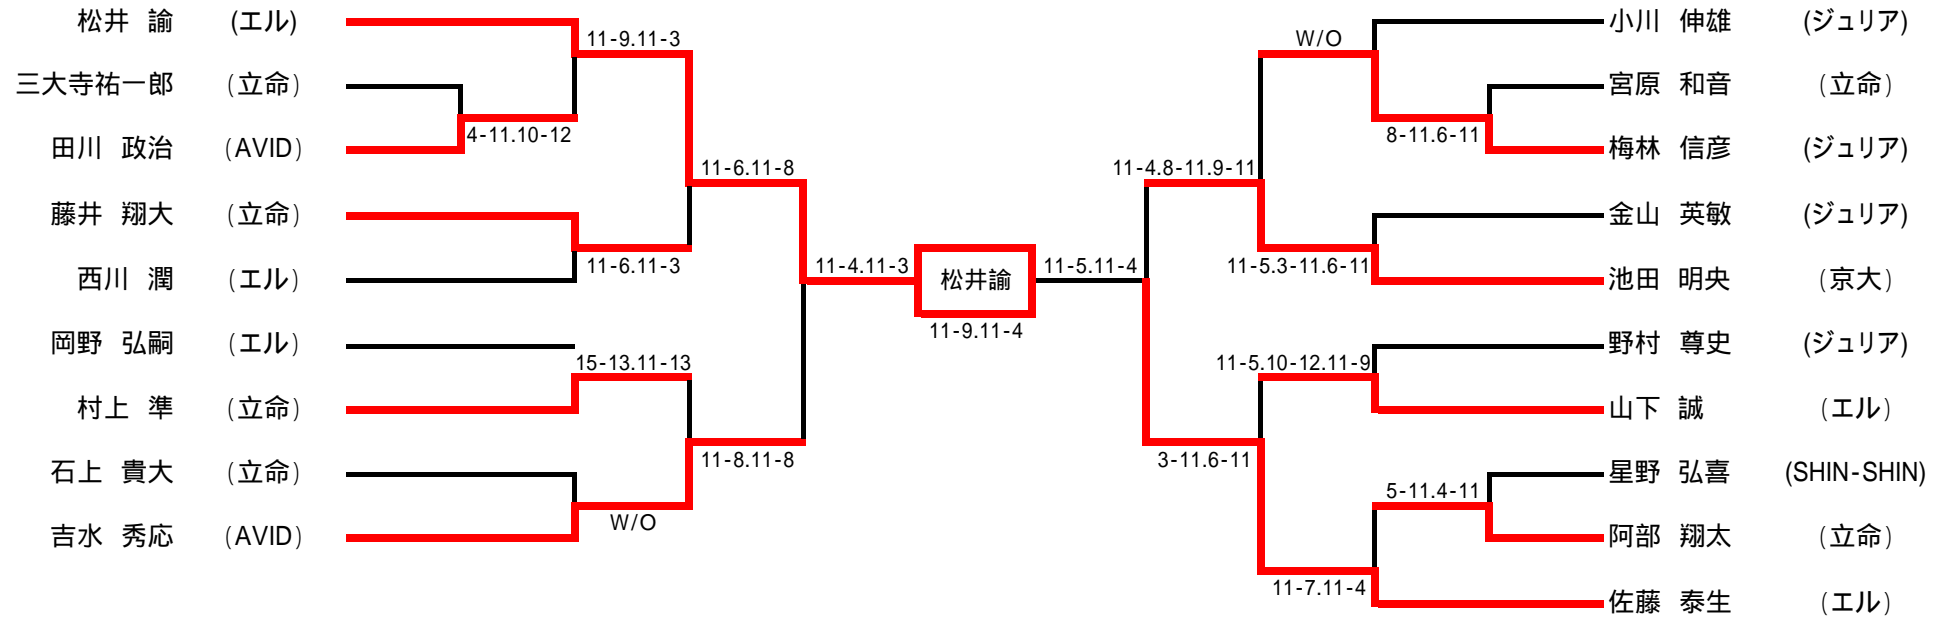 松井 諭 (エル)
三大寺祐一郎 (立命)
田川 政治 (AVID)
藤井 翔大 (立命)
西川 潤 (エル)
岡野 弘嗣 (エル)
村上 準 (立命)
石上 貴大 (立命)
吉水 秀応 (AVID)
11-9.11-3
4-11.10-12
11-6.11-8
11-6.11-3
15-13.11-13
11-8.11-8
W/O
11-4.11-3
松井諭
11-9.11-4
11-5.11-4
W/O
8-11.6-11
11-4.8-11.9-11
11-5.3-11.6-11
11-5.10-12.11-9
3-11.6-11
5-11.4-11
11-7.11-4
小川 伸雄 (ジュリア)
宮原 和音 (立命)
梅林 信彦 (ジュリア)
金山 英敏 (ジュリア)
池田 明央 (京大)
野村 尊史 (ジュリア)
山下 誠 (エル)
星野 弘喜 (SHIN-SHIN)
阿部 翔太 (立命)
佐藤 泰生 (エル)